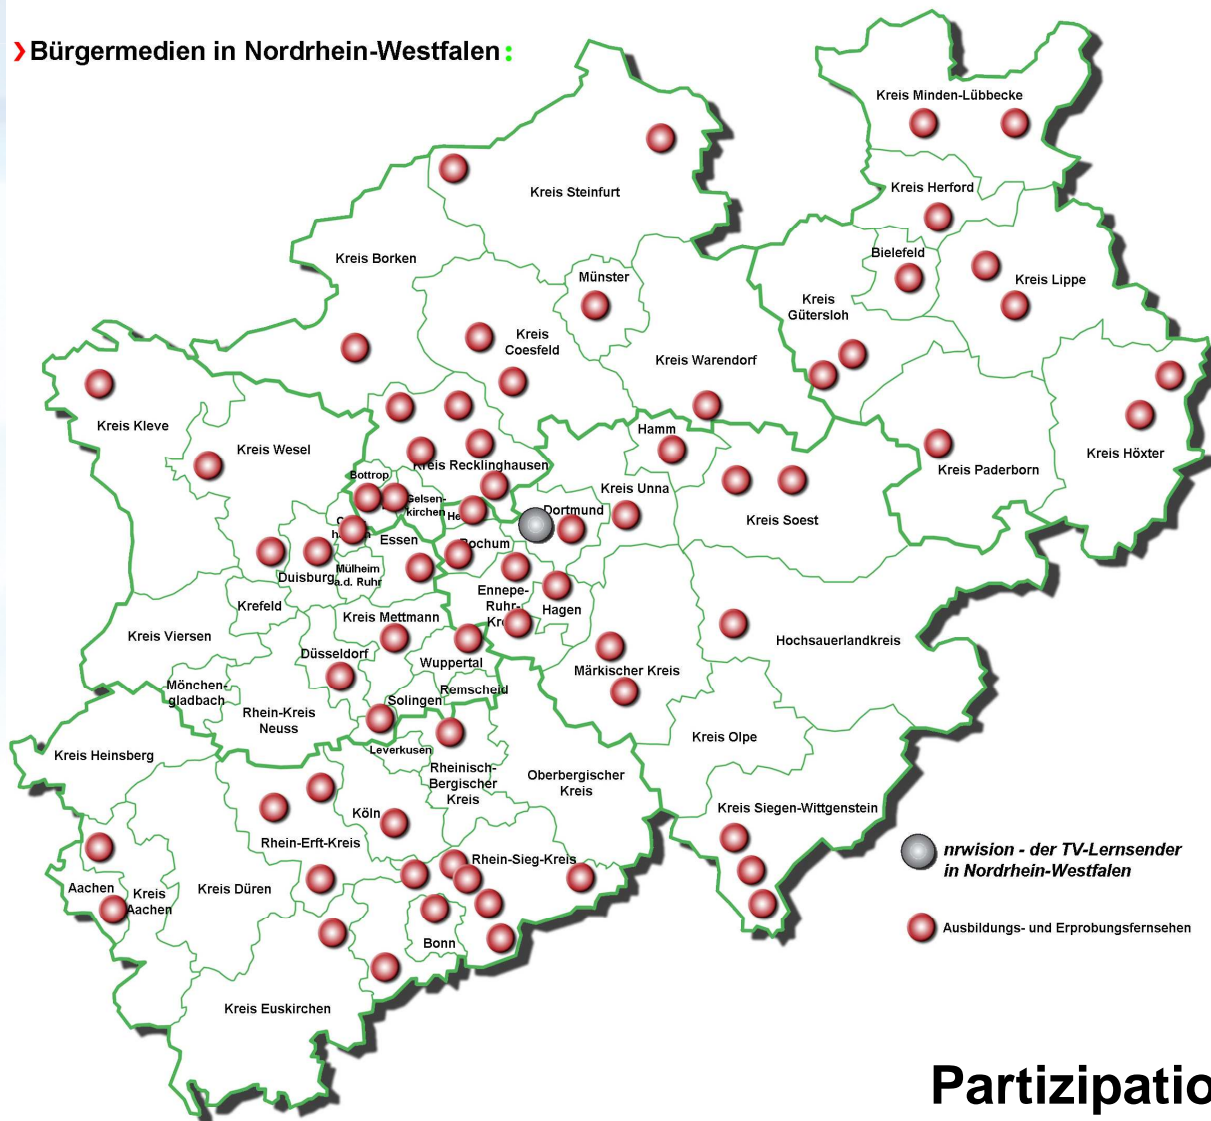 Bürgermedien in Nordrhein-Westfalen:
Kreis Minden-Lübbecke
Kreis Steinfurt
Kreis Herford
Kreis Borken
Bielefeld
Münster
Kreis Lippe
Kreis
Gütersloh
Kreis
Coesfeld
Kreis Warendorf
Kreis Kleve
Kreis Wesel
Hamm
Kreis Recklinghausen
Kreis Höxter
Kreis Paderborn
Bottrop
Kreis Unna
Gelsen-
kirchen
Dortmund
Kreis Soest
Essen
Bochum
Mülheim
a.d. Ruhr
Duisburg
Ennepe-
Ruhr-
Krefeld
Hagen
Kreis Mettmann
Kreis Viersen
Hochsauerlandkreis
Düsseldorf
Wuppertal
Märkischer Kreis
Mönchen-
gladbach
Remscheid
Solingen
Rhein-Kreis
Neuss
Kreis Olpe
Leverkusen
Kreis Heinsberg
Rheinisch-
Bergischer
Kreis
Oberbergischer
Kreis
Kreis Siegen-Wittgenstein
Köln
Rhein-Erft-Kreis
nrwision - der TV-Lernsender
in Nordrhein-Westfalen
Rhein-Sieg-Kreis
Aachen
Kreis
Aachen
Kreis Düren
Ausbildungs- und Erprobungsfernsehen
Bonn
Kreis Euskirchen
Partizipatio